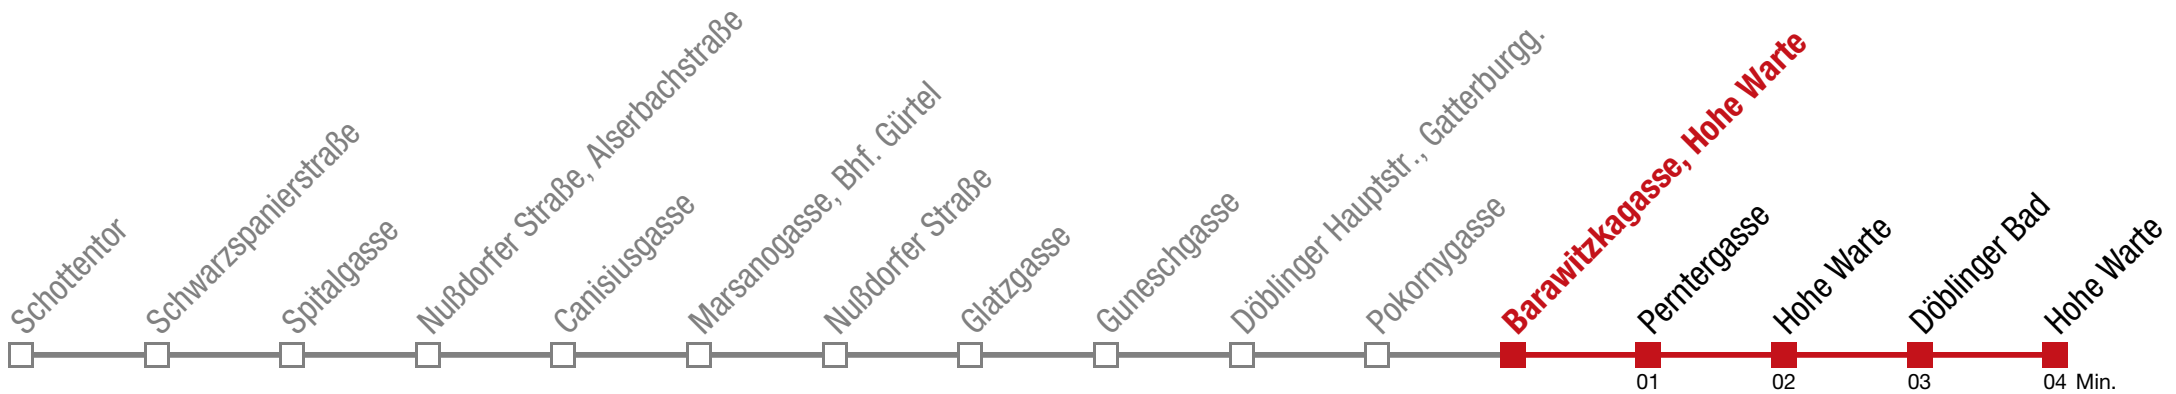 Schottentor
Schwarzspanierstraße
Spitalgasse
Nußdorfer Straße, Alserbachstraße
Canisiusgasse
Marsanogasse, Bhf. Gürtel
Nußdorfer Straße
Glatzgasse
Guneschgasse
Döblinger Hauptstr., Gatterburgg.
Pokornygasse
Barawitzkagasse, Hohe Warte
Perntergasse
Hohe Warte
Döblinger Bad
Hohe Warte
01
02
03
04 Min.